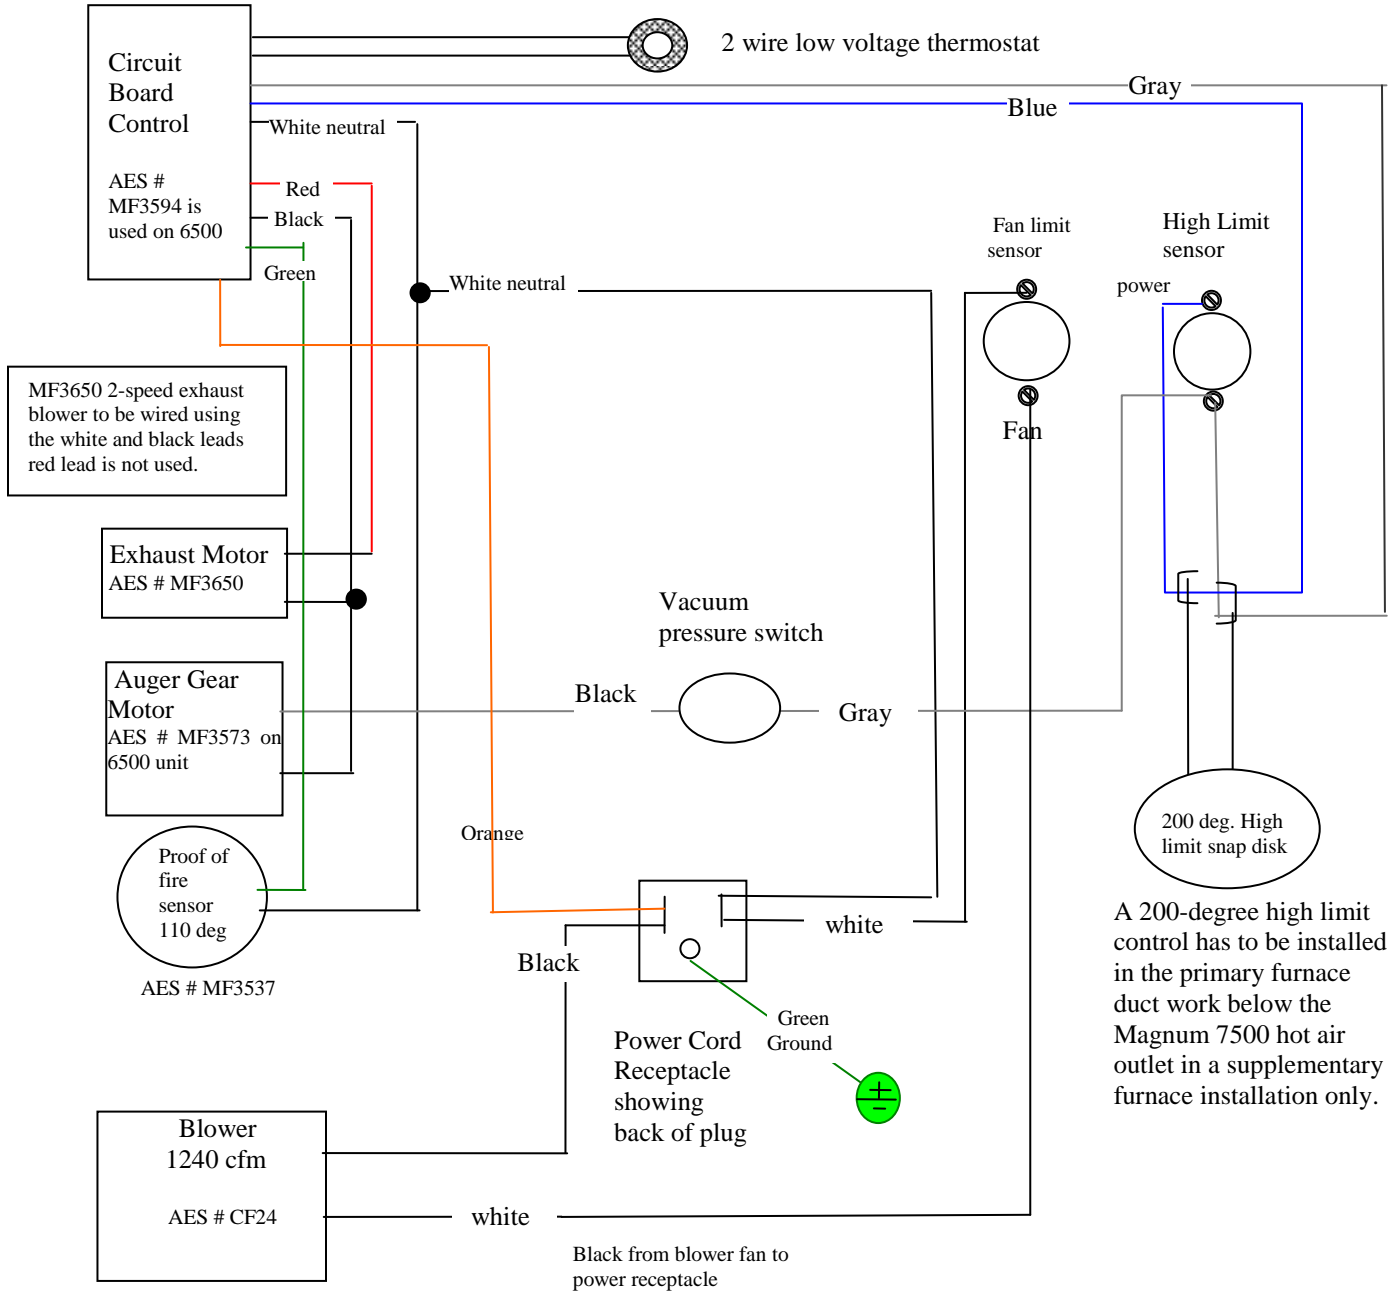 2 wire low voltage thermostat
Circuit
Board
Control
AES #
MF3594 is
used on 6500
Gray
Blue
White neutral
Red
Black
Green
White neutral
Fan limit
sensor
High Limit
sensor
power
Fan
MF3650 2-speed exhaust
blower to be wired using
the white and black leads
red lead is not used.
Exhaust Motor
AES # MF3650
Vacuum
pressure switch
Auger Gear
Motor
AES # MF3573 on
6500 unit
Black
Gray
Orange
Proof of
fire
sensor
110 deg
AES # MF3537
white
Black
200 deg. High
limit snap disk
A 200-degree high limit
control has to be installed
in the primary furnace
duct work below the
Magnum 7500 hot air
outlet in a supplementary
furnace installation only.
Green
Ground
Power Cord
Receptacle
showing
back of plug
Blower
1240 cfm
AES # CF24
white
Black from blower fan to
power receptacle